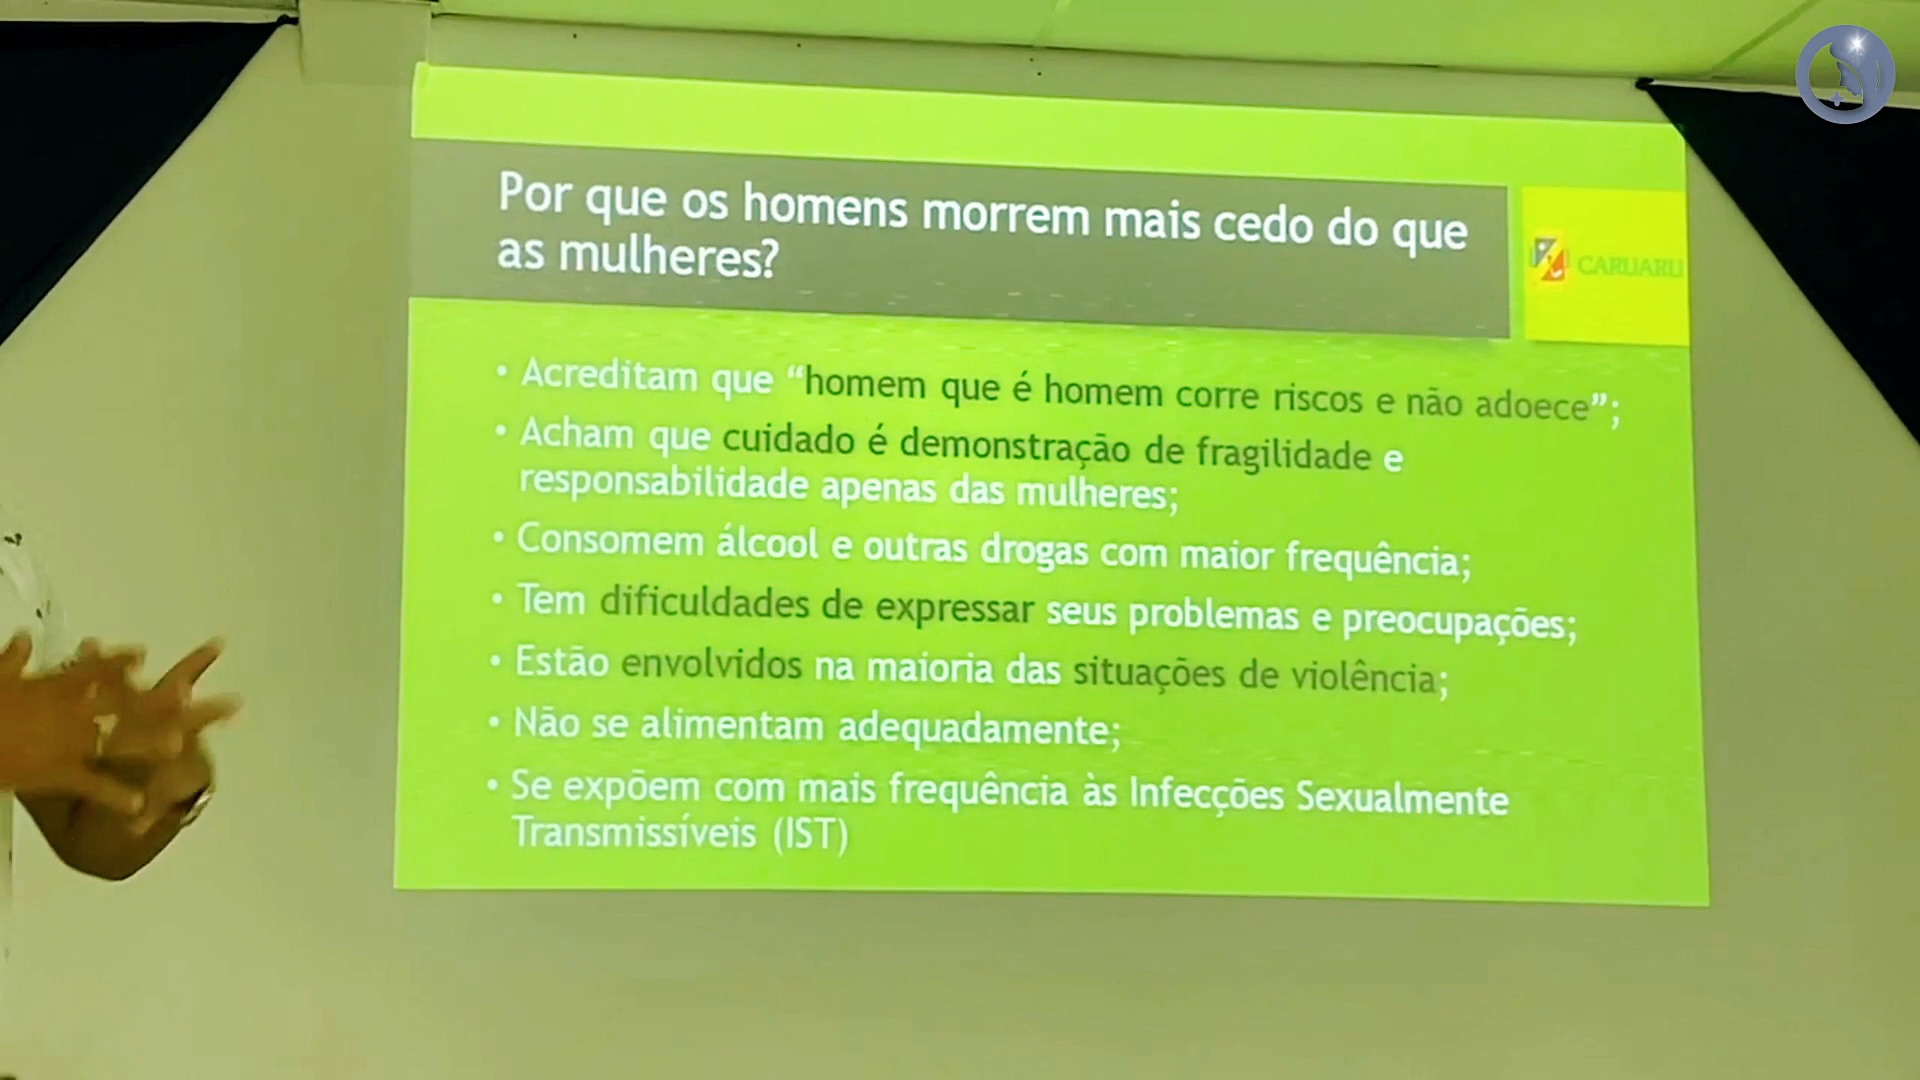 Por que os homens morrem mais cedo do que
as mulheres?
CARUARU
• Acreditam que “homem que é homem corre riscos e não adoece”;
• Acham que cuidado é demonstração de fragilidade e
responsabilidade apenas das mulheres;
• Consomem álcool e outras drogas com maior frequência;
• Tem dificuldades de expressar seus problemas e preocupações;
• Estão envolvidos na maioria das situações de violência;
• Não se alimentam adequadamente;
• Se expõem com mais frequência às Infecções Sexualmente
Transmissíveis (IST)